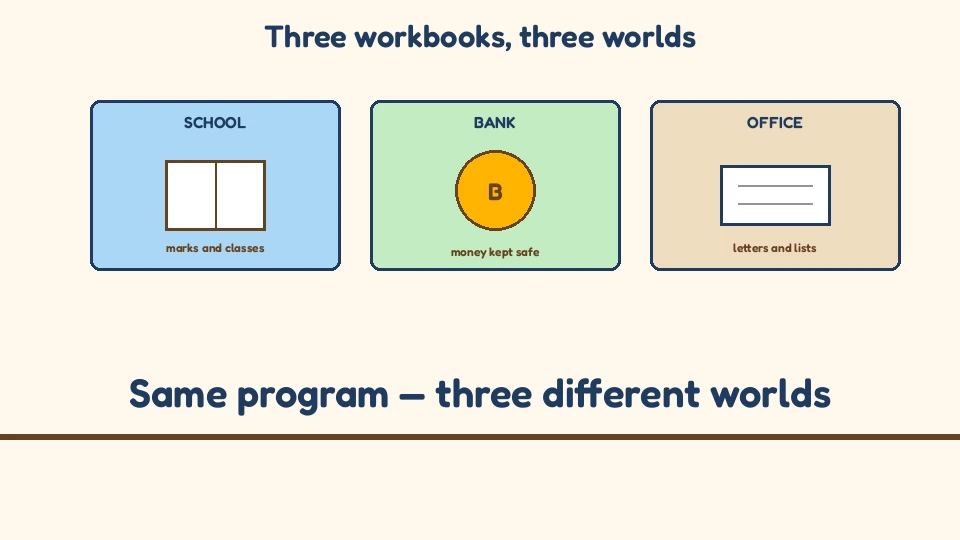 Three workbooks, three worlds
SCHOOL
BANK
OFFICE
B
marks and classes
money kept safe
letters and lists
Same program — three different worlds